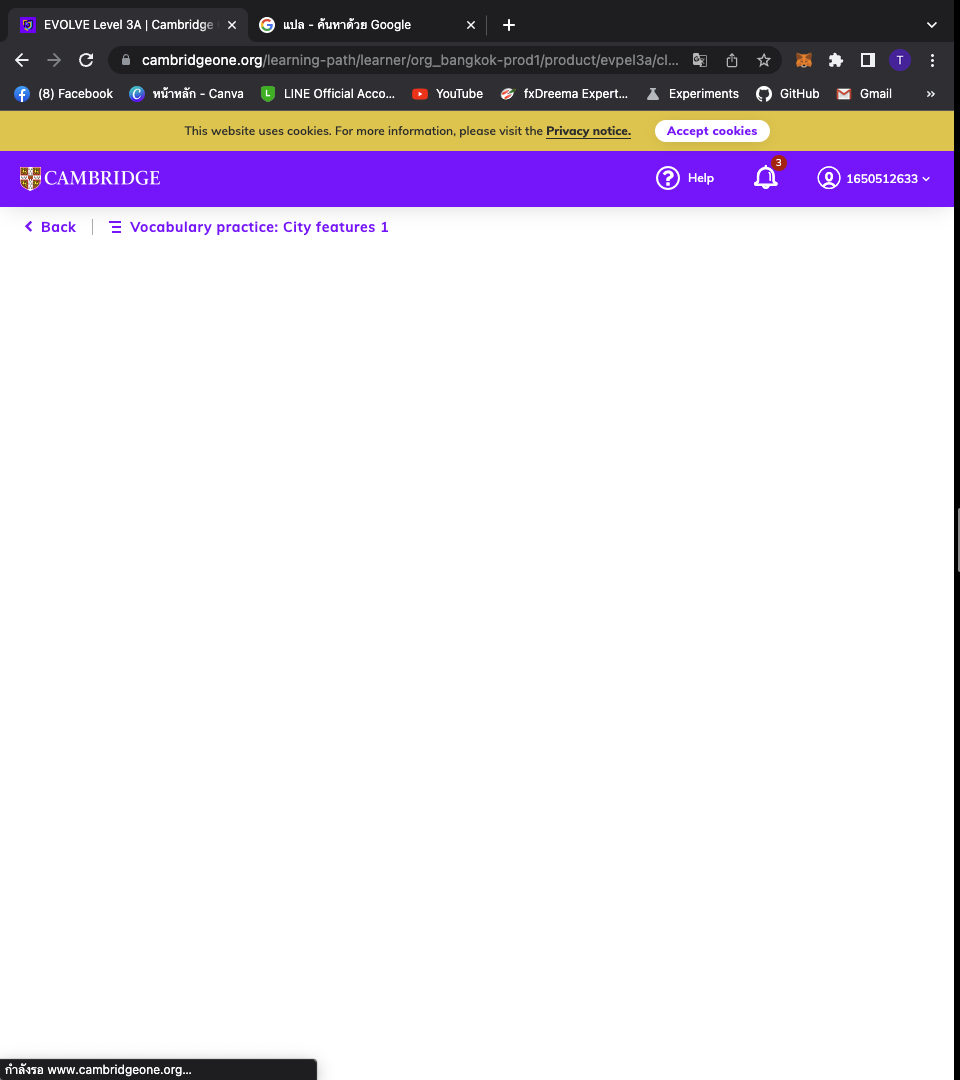 EVOLVE Level 3A | Cambridge
แปล - ค้นหาด้วย Google
cambridgeone.org/learning-path/learner/org_bangkok-prod1/product/evpel3a/cl...
T
(8) Facebook
หน้าหลัก - Canva
LINE Official Acco...
YouTube
fxDreema Expert...
Experiments
GitHub
Gmail
»
This website uses cookies. For more information, please visit the Privacy notice.
Accept cookies
CAMBRIDGE
Help
3
1650512633
Back
Vocabulary practice: City features 1
กำลังรอ www.cambridgeone.org...